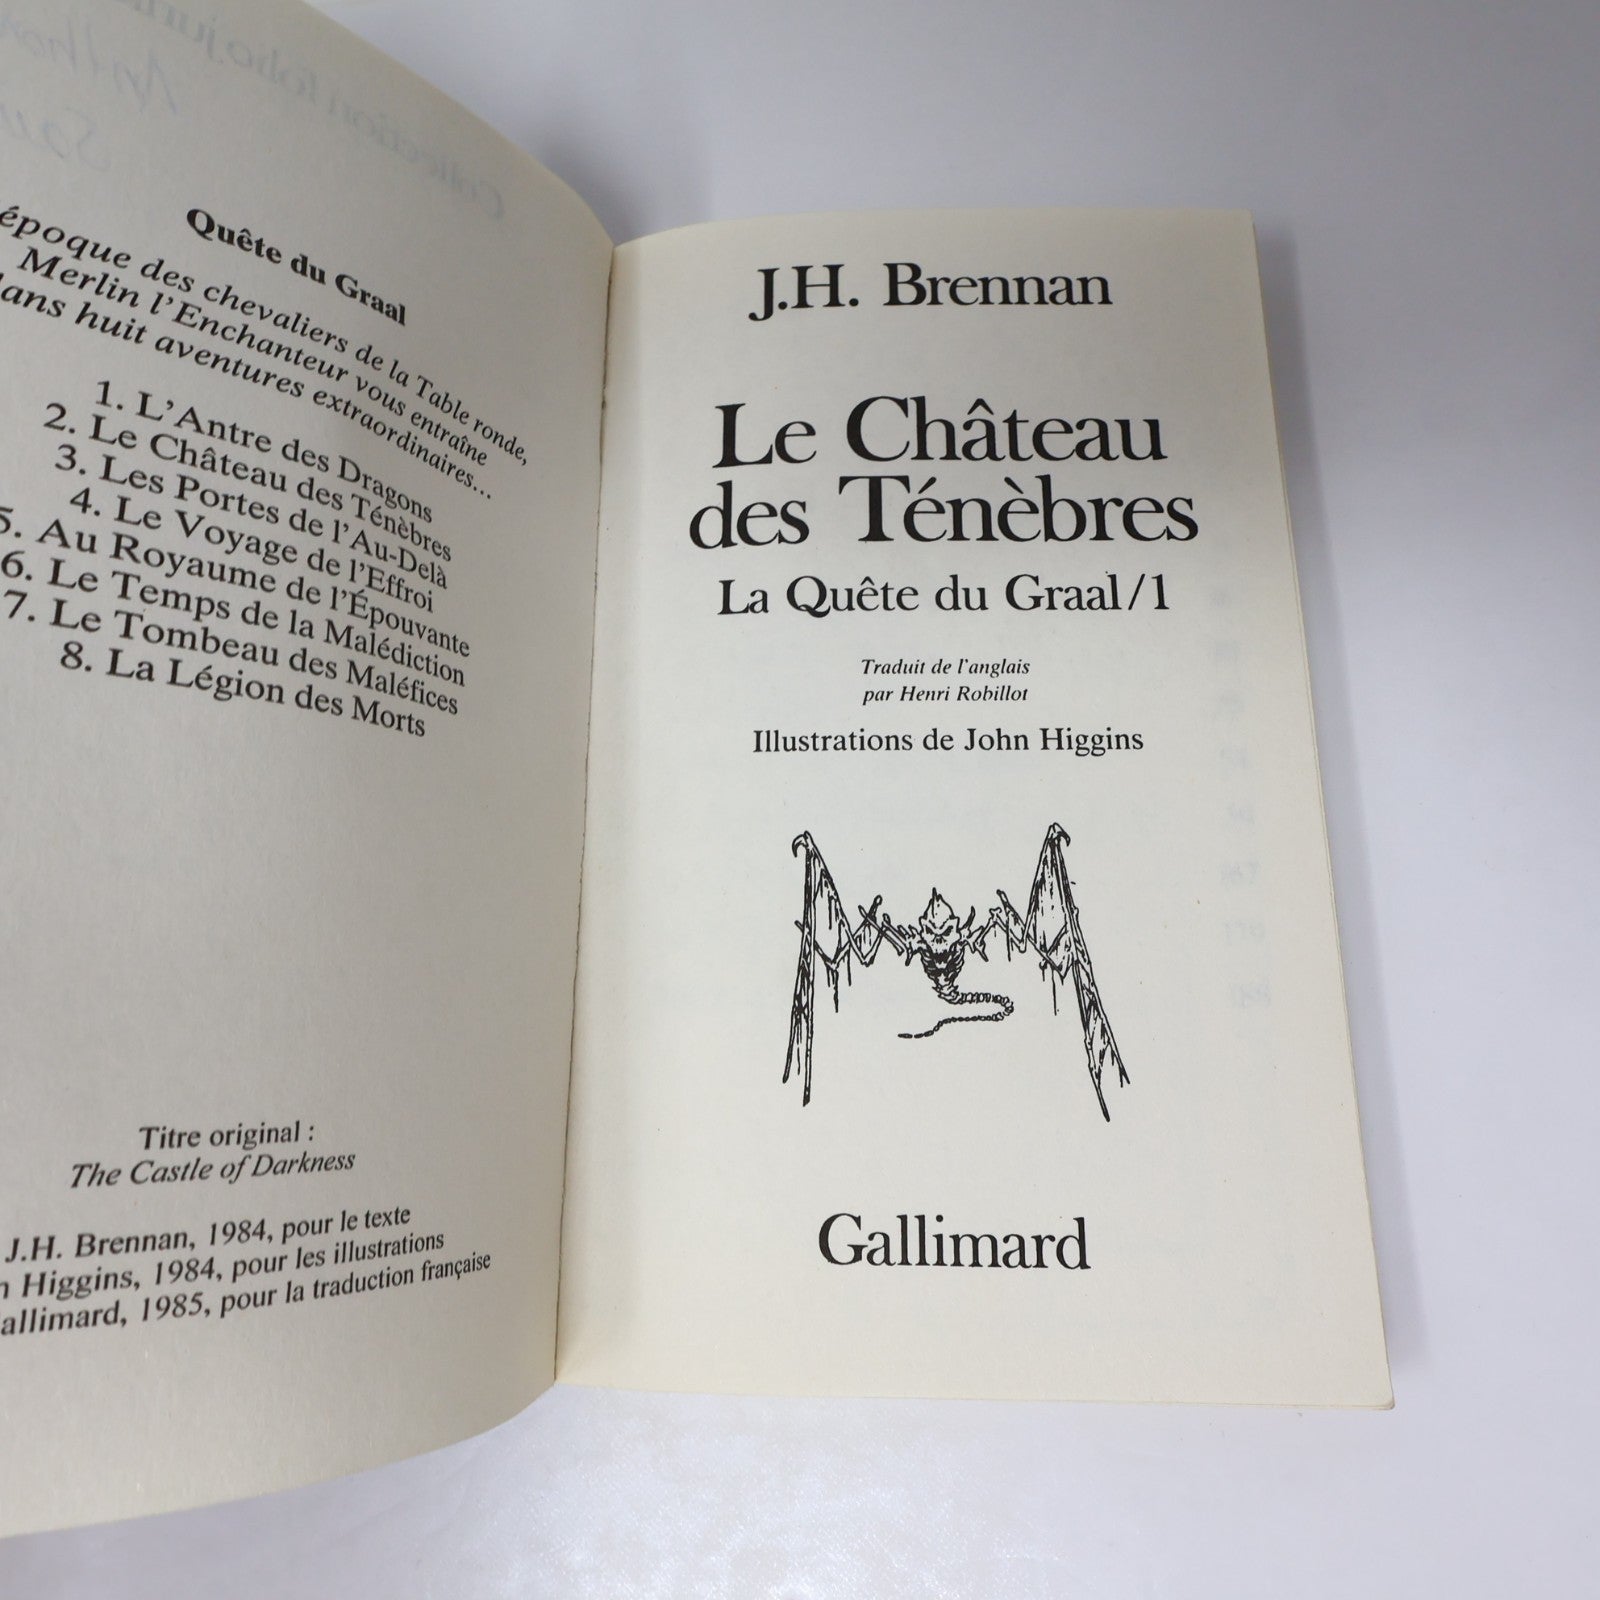 Quête du Graal
époque des chevaliers de la Table ronde,
Merlin l'Enchanteur vous entraîne
dans huit aventures extraordinaires...
1. L'Antre des Dragons
2. Le Château des Ténèbres
3. Les Portes de l'Au-Delà
4. Le Voyage de l'Effroi
5. Au Royaume de l'Épouvante
6. Le Temps de la Malédiction
7. Le Tombeau des Maléfices
8. La Légion des Morts
Titre original :
The Castle of Darkness
J.H. Brennan, 1984, pour le texte
n Higgins, 1984, pour les illustrations
allimard, 1985, pour la traduction française
J.H. Brennan
Le Château
des Ténèbres
La Quête du Graal/1
Traduit de l'anglais
par Henri Robillot
Illustrations de John Higgins
Gallimard